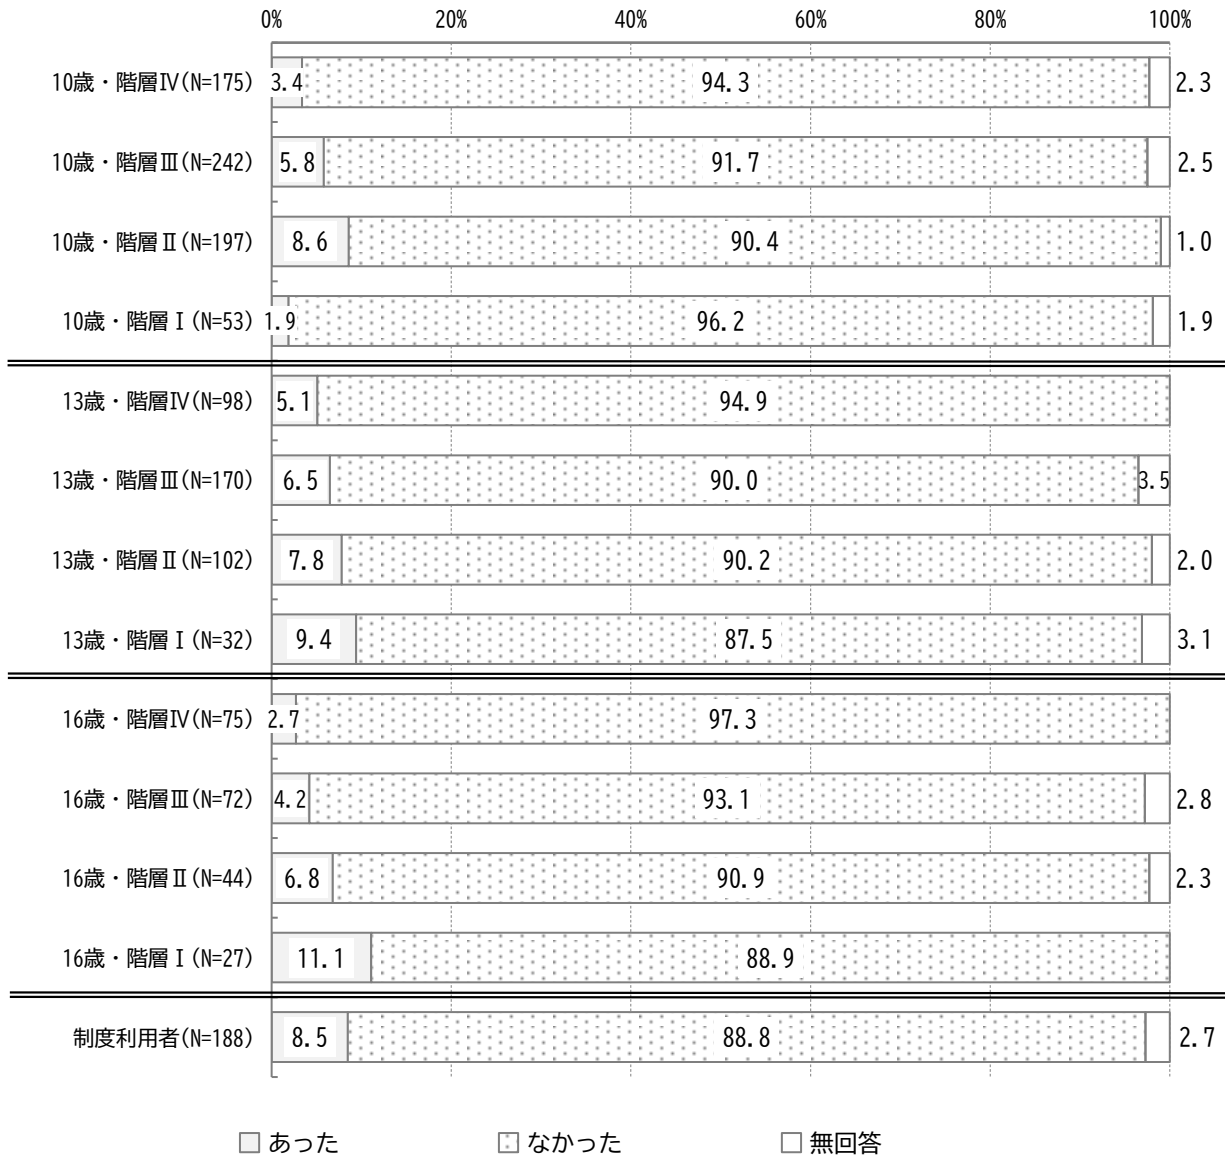 0% 20% 40% 60% 80% 100%
10歳・階層Ⅳ(N=175) 3.4 94.3 2.3
10歳・階層Ⅲ(N=242) 5.8 91.7 2.5
10歳・階層Ⅱ(N=197) 8.6 90.4 1.0
10歳・階層Ⅰ(N=53) 1.9 96.2 1.9
13歳・階層Ⅳ(N=98) 5.1 94.9
13歳・階層Ⅲ(N=170) 6.5 90.0 3.5
13歳・階層Ⅱ(N=102) 7.8 90.2 2.0
13歳・階層Ⅰ(N=32) 9.4 87.5 3.1
16歳・階層Ⅳ(N=75) 2.7 97.3
16歳・階層Ⅲ(N=72) 4.2 93.1 2.8
16歳・階層Ⅱ(N=44) 6.8 90.9 2.3
16歳・階層Ⅰ(N=27) 11.1 88.9
制度利用者(N=188) 8.5 88.8 2.7
あった なかった 無回答